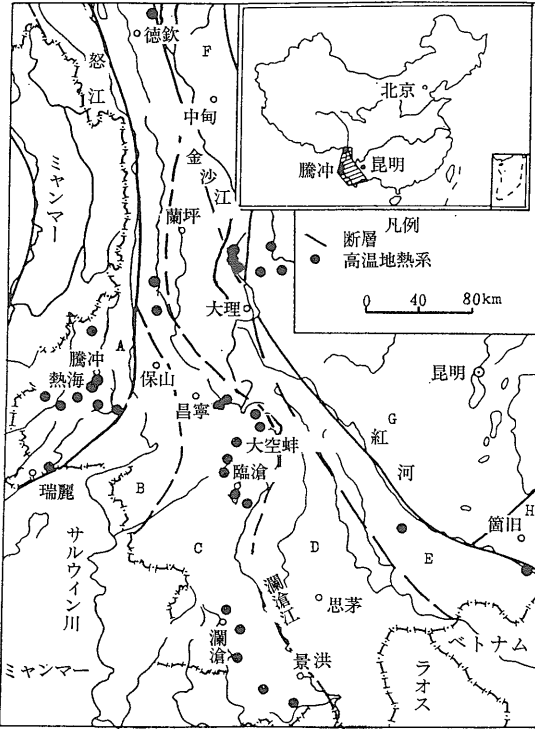 徳欽
F
怒江
中甸
北京
騰冲
昆明
ミャンマー
金沙江
凡例
断層
高温地熱系
蘭坪
0 40 80km
大理
A
騰冲
熱海
保山
昆明
昌寧
G
紅河
大空蚌
瑞麗
B
臨滄
H
箇旧
サルウィン川
C
D
E
瀾滄江
思茅
瀾滄
ベトナム
ミャンマー
景洪
ラオス